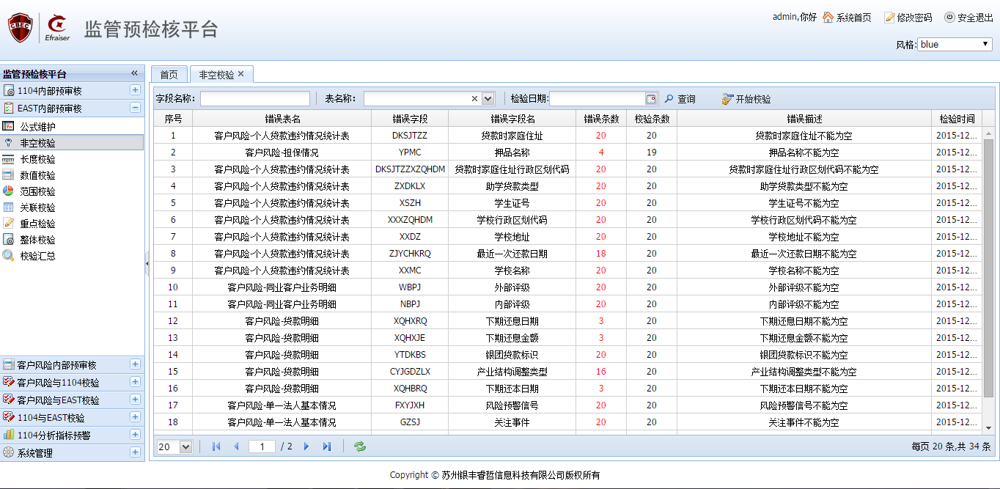 CBEC
Efraiser
监管预检核平台
admin,你好 系统首页 修改密码 安全退出
风格: blue
监管预检核平台
1104内部预审核
EAST内部预审核
公式维护
非空校验
长度校验
数值校验
范围校验
关联校验
重点检验
整体校验
校验汇总
客户风险内部预审核
客户风险与1104校验
客户风险与EAST校验
1104与EAST校验
1104分析指标预警
系统管理
首页 非空校验
字段名称: 表名称: 检验日期: 查询 开始校验
序号 错误表名 错误字段 错误字段名 错误条数 校验条数 错误描述 检验时间
1 客户风险-个人贷款违约情况统计表 DKSJTZZ 贷款时家庭住址 20 20 贷款时家庭住址不能为空 2015-12...
2 客户风险-担保情况 YPMC 押品名称 4 19 押品名称不能为空 2015-12...
3 客户风险-个人贷款违约情况统计表 DKSJTZZXZQHDM 贷款时家庭住址行政区划代码 20 20 贷款时家庭住址行政区划代码不能为空 2015-12...
4 客户风险-个人贷款违约情况统计表 ZXDKLX 助学贷款类型 20 20 助学贷款类型不能为空 2015-12...
5 客户风险-个人贷款违约情况统计表 XSZH 学生证号 20 20 学生证号不能为空 2015-12...
6 客户风险-个人贷款违约情况统计表 XXXZQHDM 学校行政区划代码 20 20 学校行政区划代码不能为空 2015-12...
7 客户风险-个人贷款违约情况统计表 XXDZ 学校地址 20 20 学校地址不能为空 2015-12...
8 客户风险-个人贷款违约情况统计表 ZJYCHKRQ 最近一次还款日期 18 20 最近一次还款日期不能为空 2015-12...
9 客户风险-个人贷款违约情况统计表 XXMC 学校名称 20 20 学校名称不能为空 2015-12...
10 客户风险-同业客户业务明细 WBPJ 外部评级 20 20 外部评级不能为空 2015-12...
11 客户风险-同业客户业务明细 NBPJ 内部评级 20 20 内部评级不能为空 2015-12...
12 客户风险-贷款明细 XQHXRQ 下期还息日期 3 20 下期还息日期不能为空 2015-12...
13 客户风险-贷款明细 XQHXJE 下期还息金额 3 20 下期还息金额不能为空 2015-12...
14 客户风险-贷款明细 YTDKBS 银团贷款标识 20 20 银团贷款标识不能为空 2015-12...
15 客户风险-贷款明细 CYJGDZLX 产业结构调整类型 16 20 产业结构调整类型不能为空 2015-12...
16 客户风险-贷款明细 XQHBRQ 下期还本日期 3 20 下期还本日期不能为空 2015-12...
17 客户风险-单一法人基本情况 FXYJXH 风险预警信号 20 20 风险预警信号不能为空 2015-12...
18 客户风险-单一法人基本情况 GZSJ 关注事件 20 20 关注事件不能为空 2015-12...
20 1 / 2 每页 20 条,共 34 条
Copyright © 苏州银丰睿哲信息科技有限公司版权所有